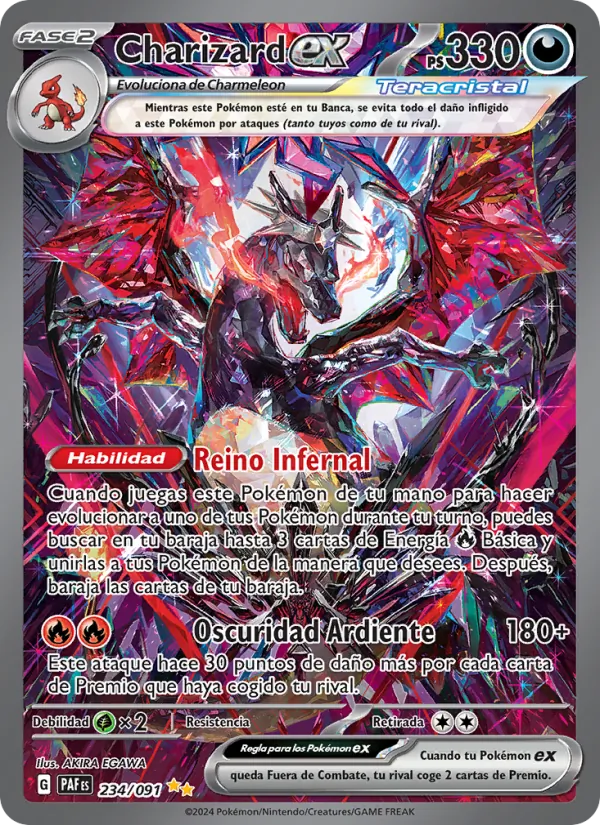 FASE2
Charizard ex PS330
Evoluciona de Charmeleon
Teracristal
Mientras este Pokémon esté en tu Banca, se evita todo el daño infligido
a este Pokémon por ataques (tanto tuyos como de tu rival).
Habilidad Reino Infernal
Cuando juegas este Pokémon de tu mano para hacer
evolucionar a uno de tus Pokémon durante tu turno, puedes
buscar en tu baraja hasta 3 cartas de Energía Básica y
unirlas a tus Pokémon de la manera que desees. Después,
baraja las cartas de tu baraja.
Oscuridad Ardiente 180+
Este ataque hace 30 puntos de daño más por cada carta
de Premio que haya cogido tu rival.
Debilidad ×2 Resistencia Retirada
Regla para los Pokémon ex Cuando tu Pokémon ex
queda Fuera de Combate, tu rival coge 2 cartas de Premio.
Ilus. AKIRA EGAWA
G PAF ES 234/091
©2024 Pokémon/Nintendo/Creatures/GAME FREAK